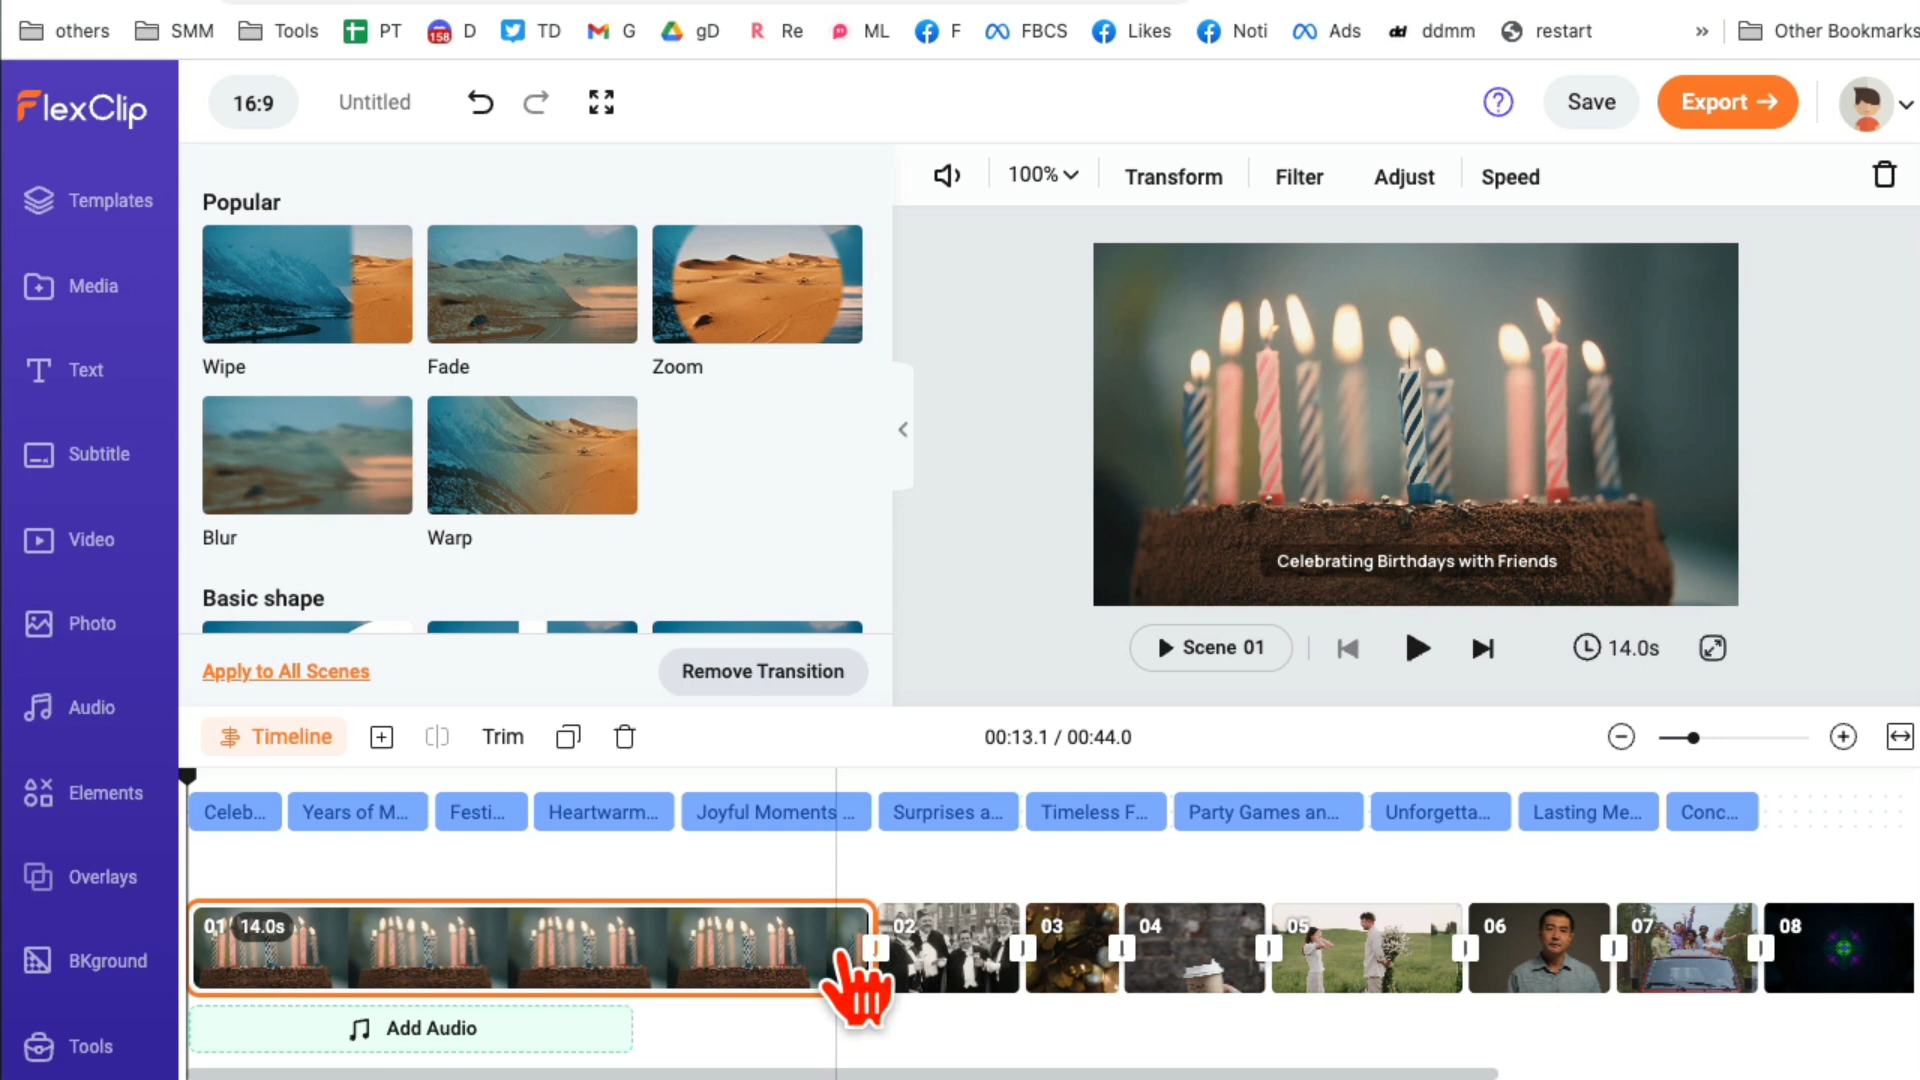 others
SMM
Tools
PT
158
D
TD
G
gD
R
Re
ML
F
FBCS
Likes
Noti
Ads
dd
ddmm
restart
»
Other Bookmarks
FlexClip
16:9
Untitled
?
Save
Export →
Templates
Media
Text
Subtitle
Video
Photo
Audio
Elements
Overlays
BKground
Tools
Popular
Wipe
Fade
Zoom
Blur
Warp
Basic shape
Apply to All Scenes
Remove Transition
100%
Transform
Filter
Adjust
Speed
Celebrating Birthdays with Friends
Scene 01
14.0s
Timeline
Trim
00:13.1 / 00:44.0
Celeb...
Years of M...
Festi...
Heartwarm...
Joyful Moments ...
Surprises a...
Timeless F...
Party Games an...
Unforgetta...
Lasting Me...
Conc...
01
14.0s
02
03
04
05
06
07
08
Add Audio